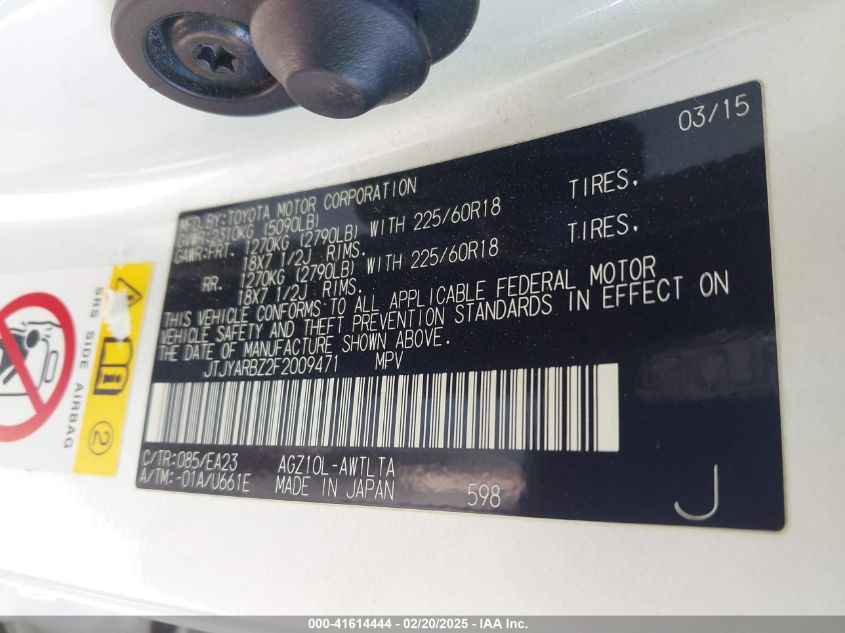 03/15
MFD.BY:TOYOTA MOTOR CORPORATION
GVWR:2310KG (5090LB)
GAWR:FRT. 1270KG (2790LB) WITH 225/60R18 TIRES.
18X7 1/2J RIMS.
RR. 1270KG (2790LB) WITH 225/60R18 TIRES.
18X7 1/2J RIMS.
THIS VEHICLE CONFORMS TO ALL APPLICABLE FEDERAL MOTOR
VEHICLE SAFETY AND THEFT PREVENTION STANDARDS IN EFFECT ON
THE DATE OF MANUFACTURE SHOWN ABOVE.
JTJYARBZ2F2009471 MPV
C/TR:085/EA23 AGZ10L-AWTLTA
A/TM:-01A/U661E MADE IN JAPAN 598 J
SRS SIDE AIRBAG
2
000-41614444 - 02/20/2025 - IAA Inc.